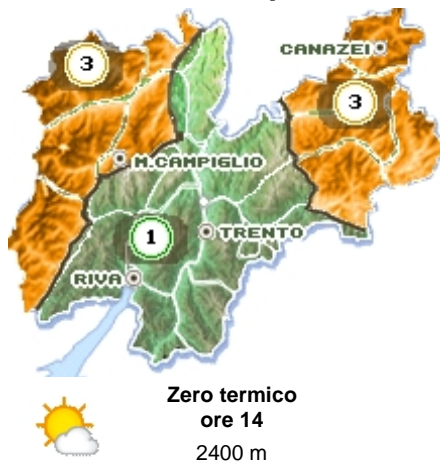 CANAZEI
3
3
M.CAMPIGLIO
1
TRENTO
RIVA
Zero termico
ore 14
2400 m